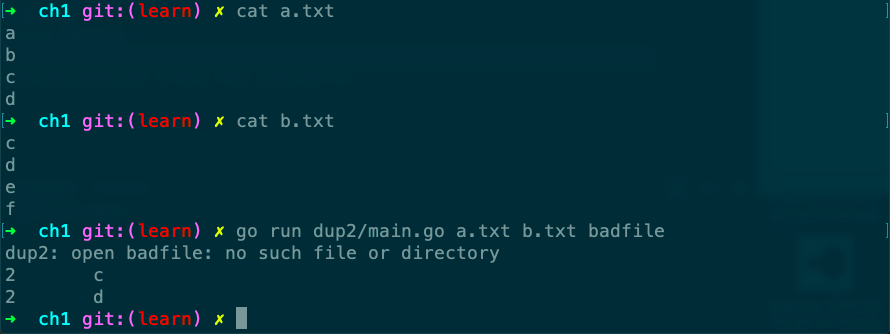 ➜  ch1 git:(learn) ✗ cat a.txt
a
b
c
d
➜  ch1 git:(learn) ✗ cat b.txt
c
d
e
f
➜  ch1 git:(learn) ✗ go run dup2/main.go a.txt b.txt badfile
dup2: open badfile: no such file or directory
2       c
2       d
➜  ch1 git:(learn) ✗